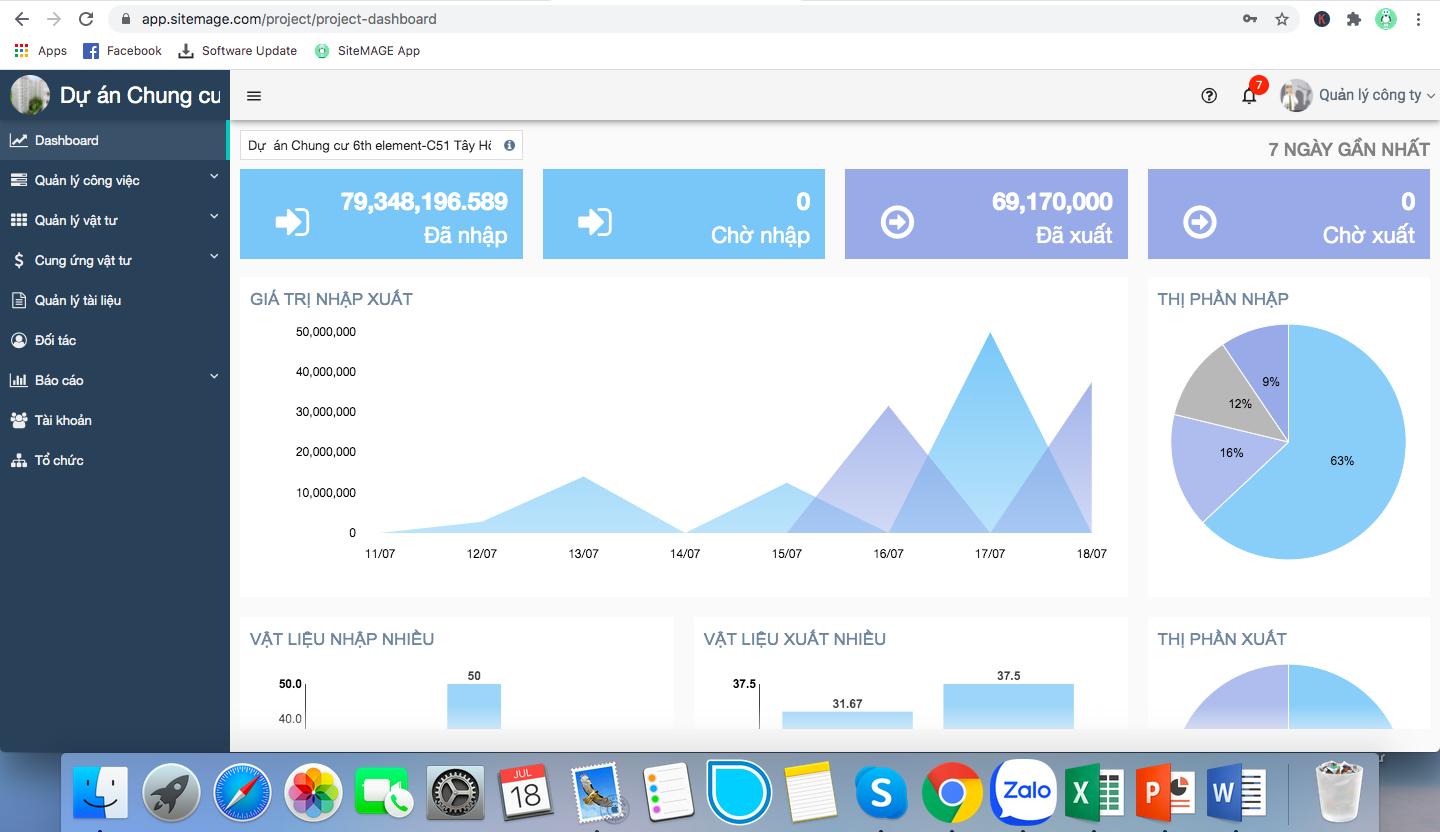 app.sitemage.com/project/project-dashboard
Apps
Facebook
Software Update
SiteMAGE App
Dự án Chung cư
7
Quản lý công ty
Dashboard
Quản lý công việc
Quản lý vật tư
Cung ứng vật tư
Quản lý tài liệu
Đối tác
Báo cáo
Tài khoản
Tổ chức
Dự án Chung cư 6th element-C51 Tây Hồ
7 NGÀY GẦN NHẤT
79,348,196.589
Đã nhập
0
Chờ nhập
69,170,000
Đã xuất
0
Chờ xuất
GIÁ TRỊ NHẬP XUẤT
50,000,000
40,000,000
30,000,000
20,000,000
10,000,000
0
11/07 12/07 13/07 14/07 15/07 16/07 17/07 18/07
THỊ PHẦN NHẬP
9%
12%
16%
63%
VẬT LIỆU NHẬP NHIỀU
50
50.0
40.0
VẬT LIỆU XUẤT NHIỀU
37.5
37.5
31.67
THỊ PHẦN XUẤT
JUL
18
S
Zalo
X
P
W